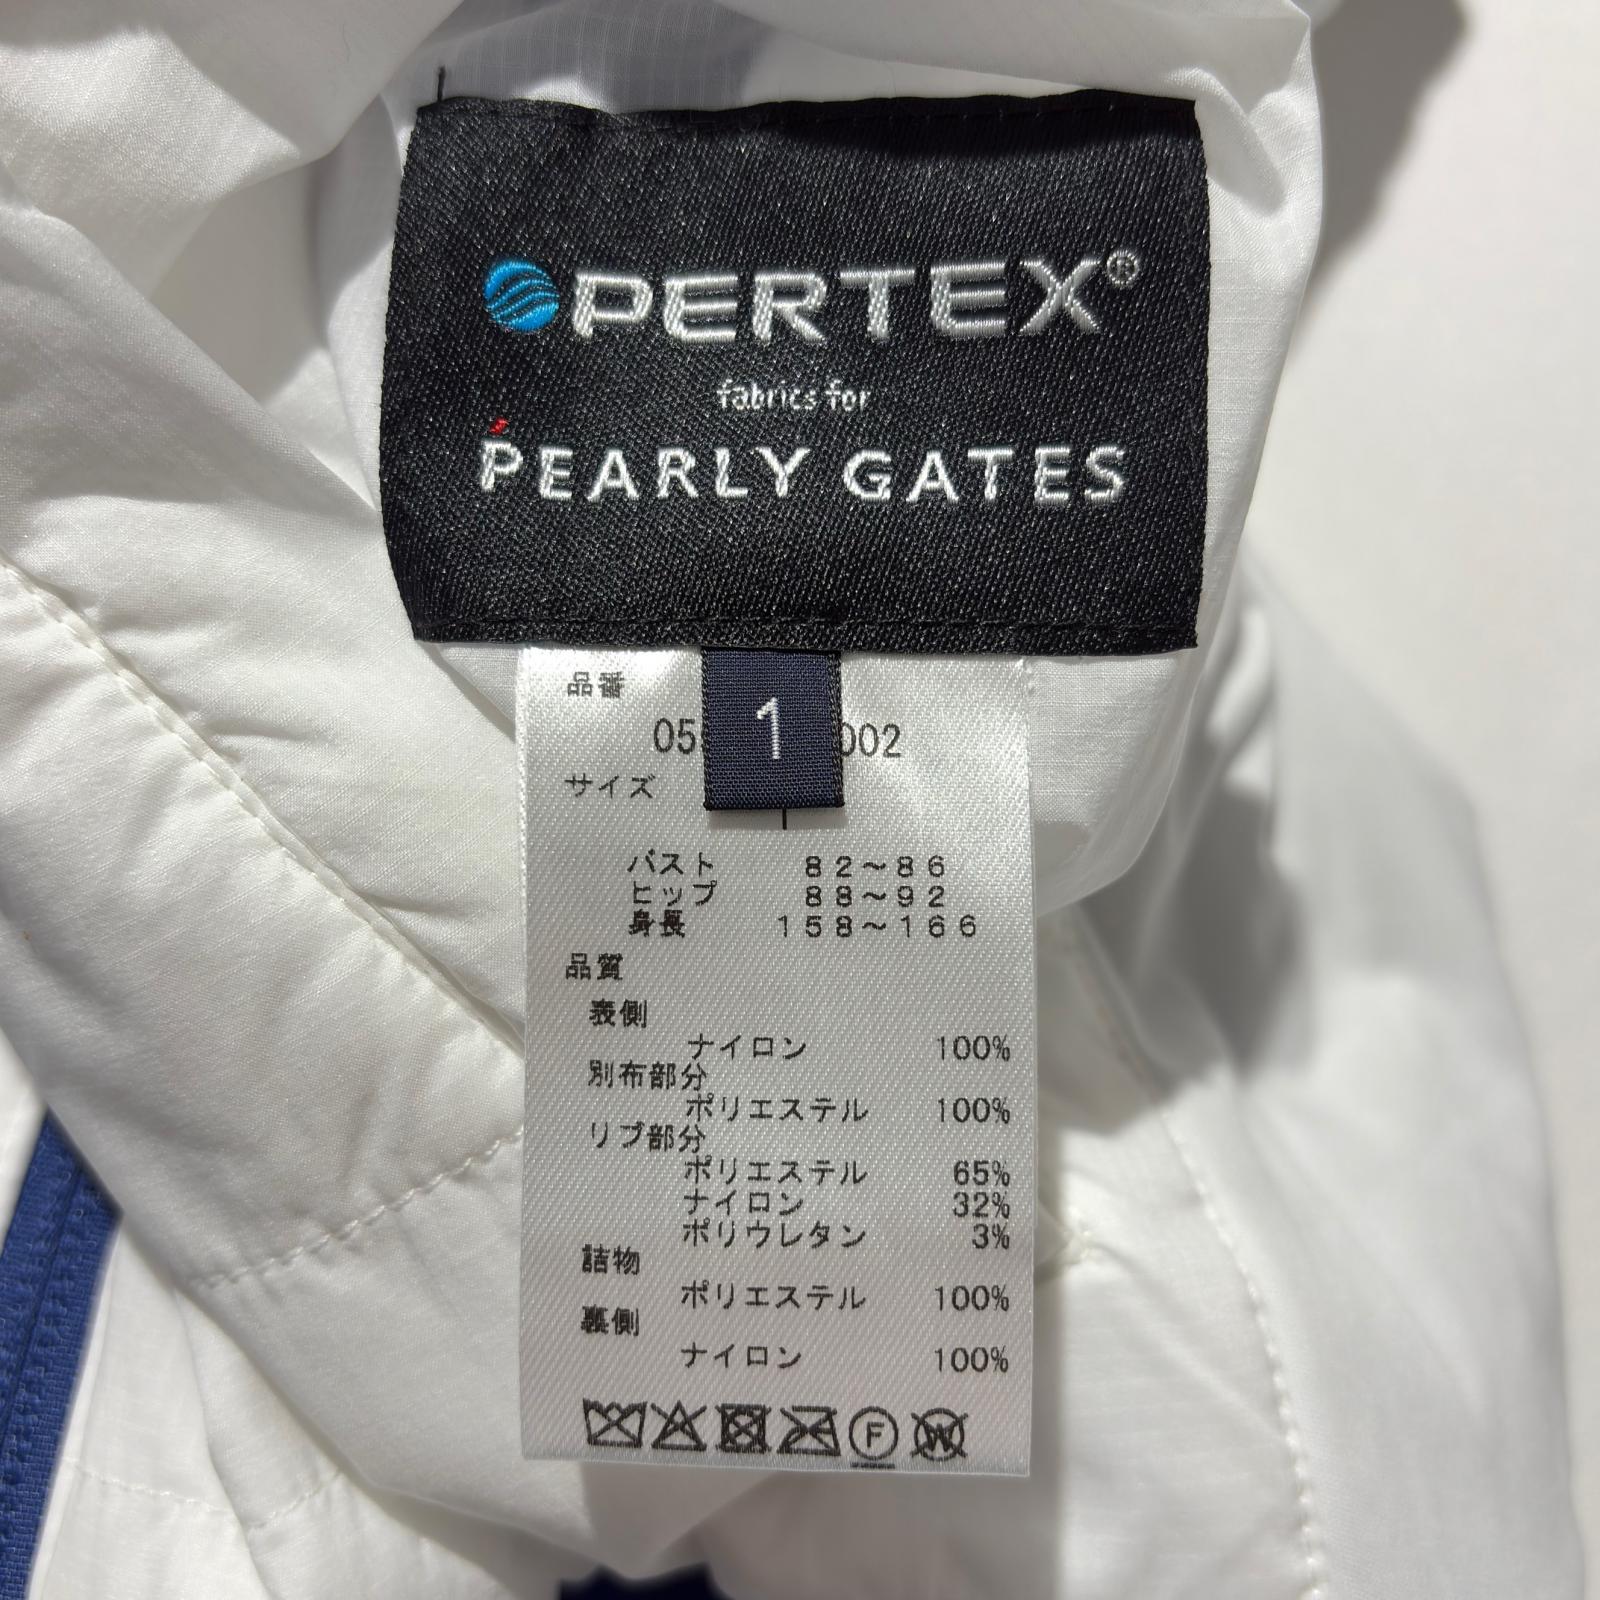 PERTEX®
fabrics for
PEARLY GATES
品番
1
サイズ
バスト 82~86
ヒップ 88~92
身長 158~166
品質
表側
ナイロン 100%
別布部分
ポリエステル 100%
リブ部分
ポリエステル 65%
ナイロン 32%
ポリウレタン 3%
詰物
ポリエステル 100%
裏側
ナイロン 100%
F W